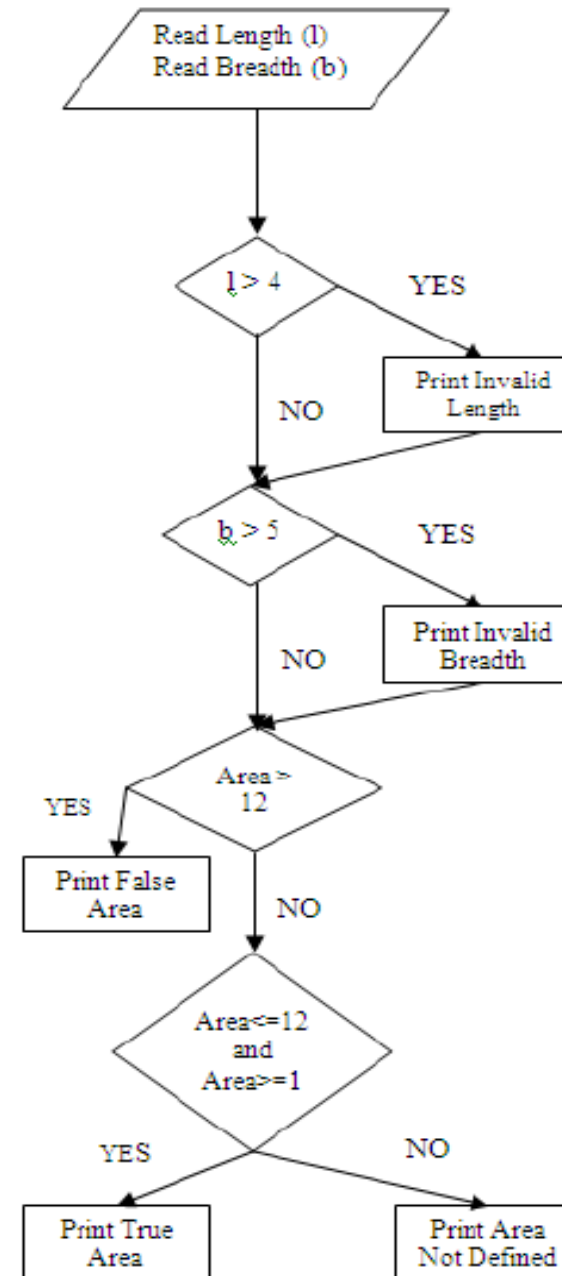 Read Length (l)
Read Breadth (b)
l > 4
YES
Print Invalid
Length
NO
b > 5
YES
Print Invalid
Breadth
NO
Area >
12
YES
Print False
Area
NO
Area<=12
and
Area>=1
YES
NO
Print True
Area
Print Area
Not Defined